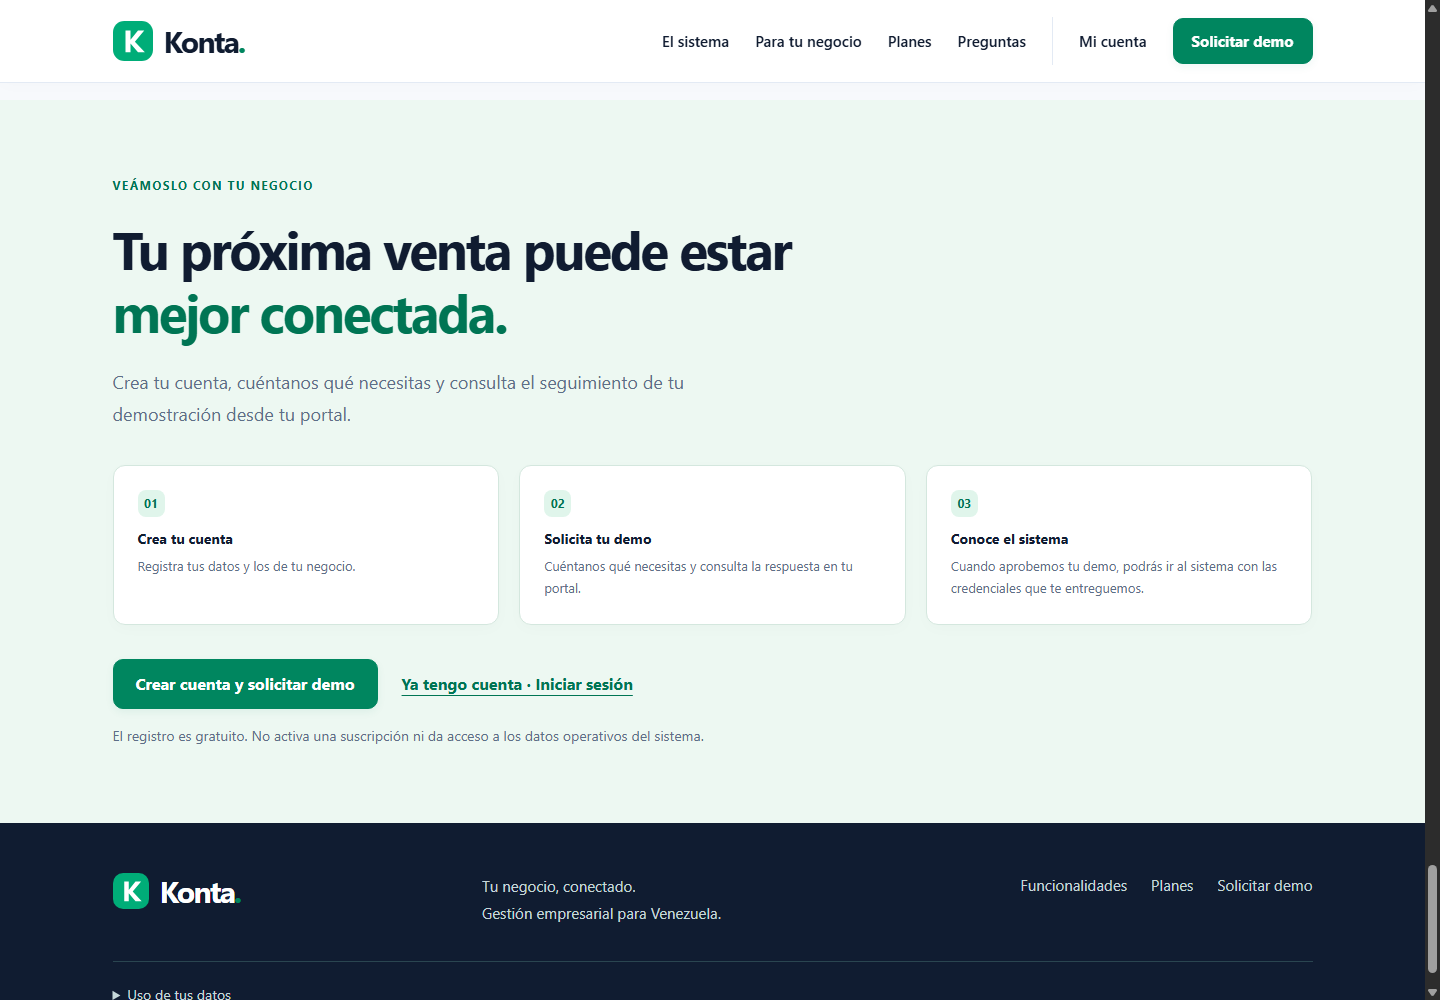 K Konta.
El sistema
Para tu negocio
Planes
Preguntas
Mi cuenta
Solicitar demo
VEÁMOSLO CON TU NEGOCIO
Tu próxima venta puede estar
mejor conectada.
Crea tu cuenta, cuéntanos qué necesitas y consulta el seguimiento de tu
demostración desde tu portal.
01
Crea tu cuenta
Registra tus datos y los de tu negocio.
02
Solicita tu demo
Cuéntanos qué necesitas y consulta la respuesta en tu
portal.
03
Conoce el sistema
Cuando aprobemos tu demo, podrás ir al sistema con las
credenciales que te entreguemos.
Crear cuenta y solicitar demo
Ya tengo cuenta · Iniciar sesión
El registro es gratuito. No activa una suscripción ni da acceso a los datos operativos del sistema.
K Konta.
Tu negocio, conectado.
Gestión empresarial para Venezuela.
Funcionalidades
Planes
Solicitar demo
Uso de tus datos